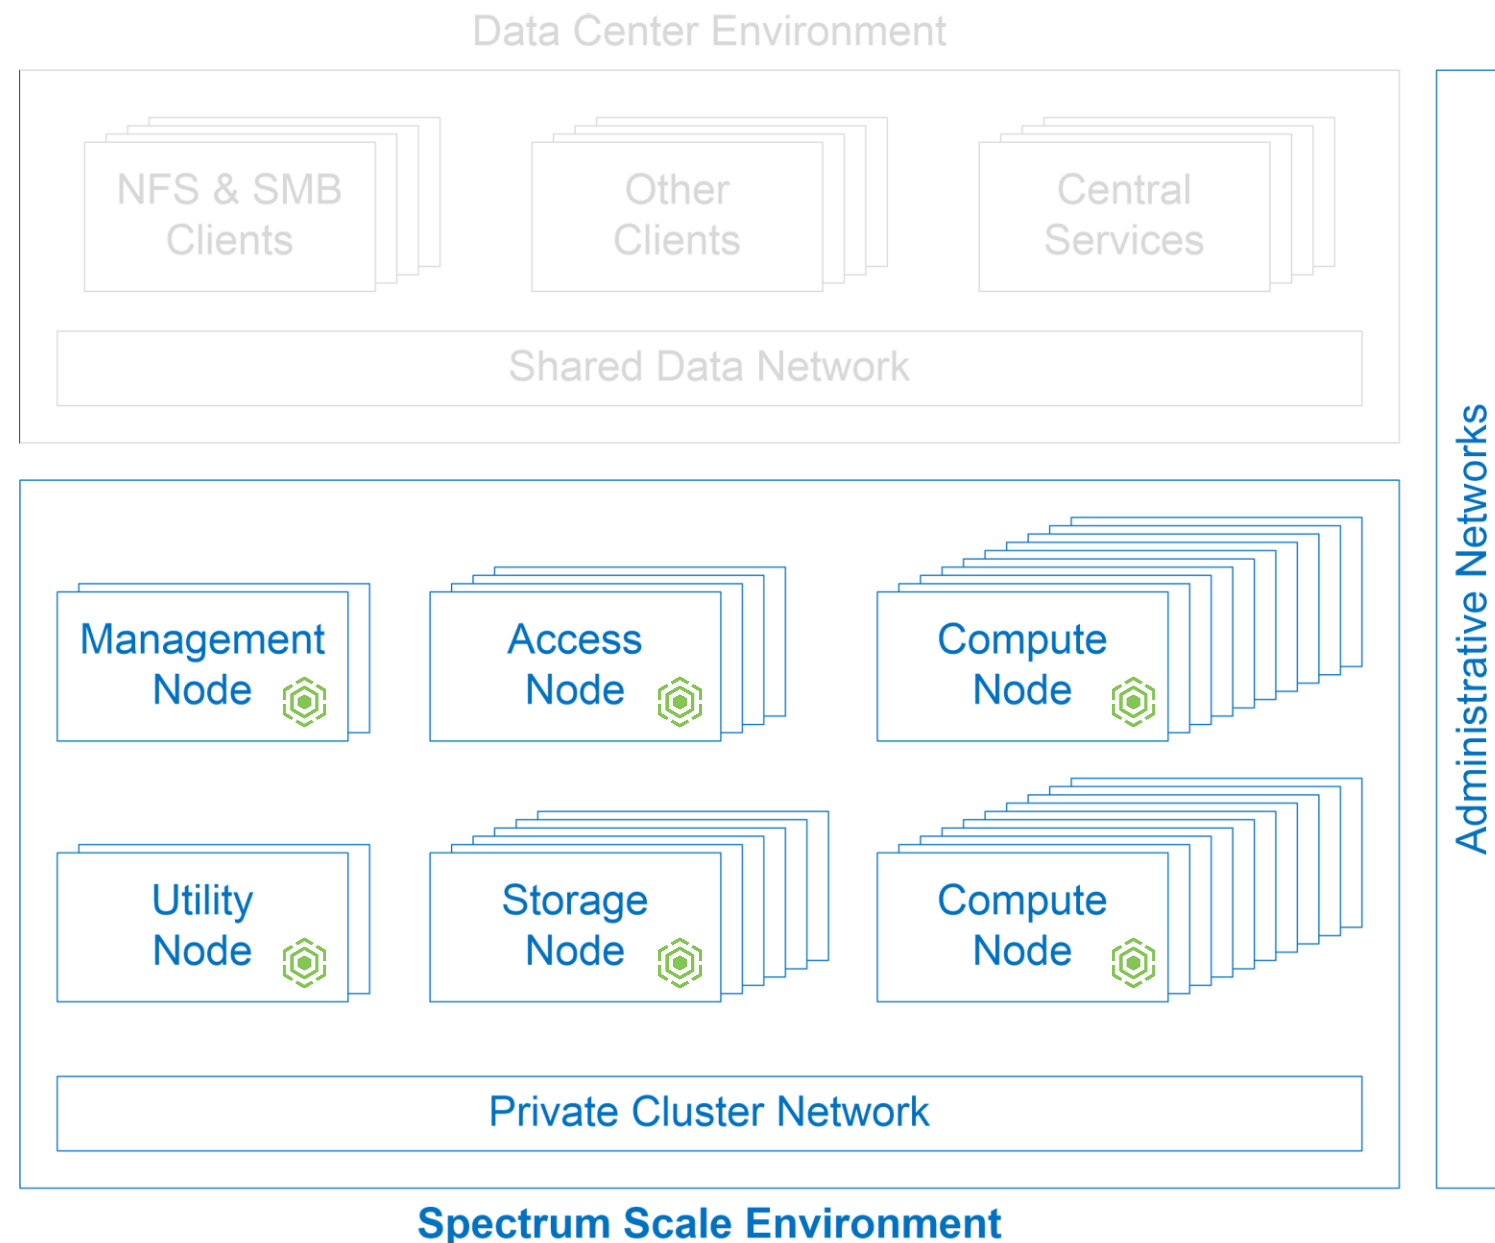 Data Center Environment
NFS & SMB
Clients
Other
Clients
Central
Services
Shared Data Network
Administrative Networks
Management
Node
Access
Node
Compute
Node
Utility
Node
Storage
Node
Compute
Node
Private Cluster Network
Spectrum Scale Environment